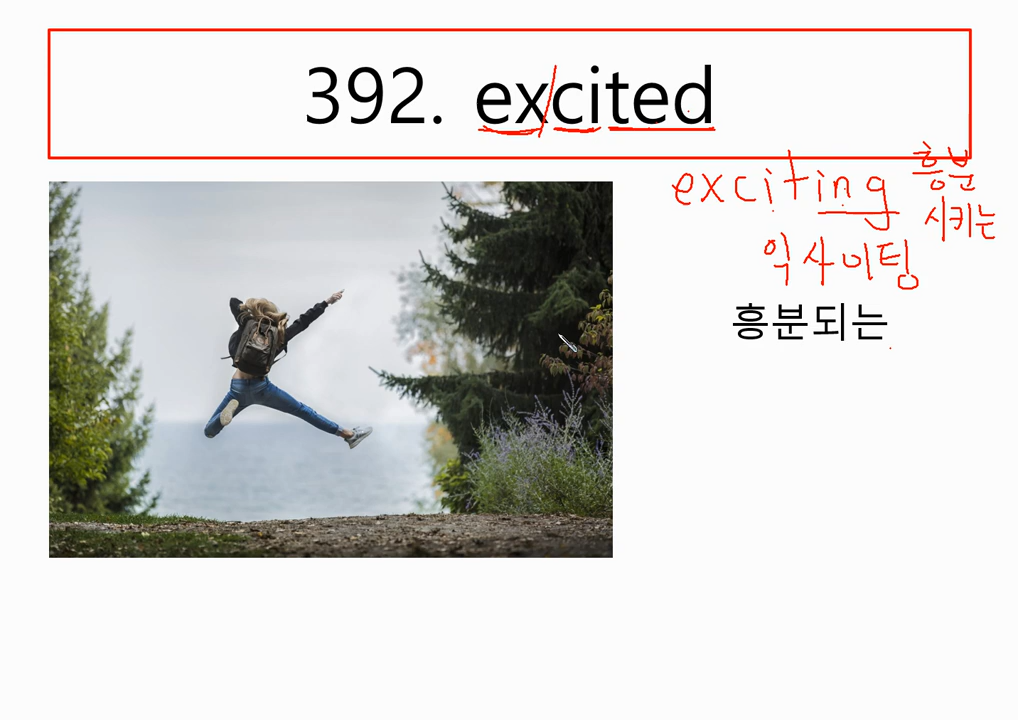 392. excited
exciting
흥분
시키는
익사이팅
흥분되는